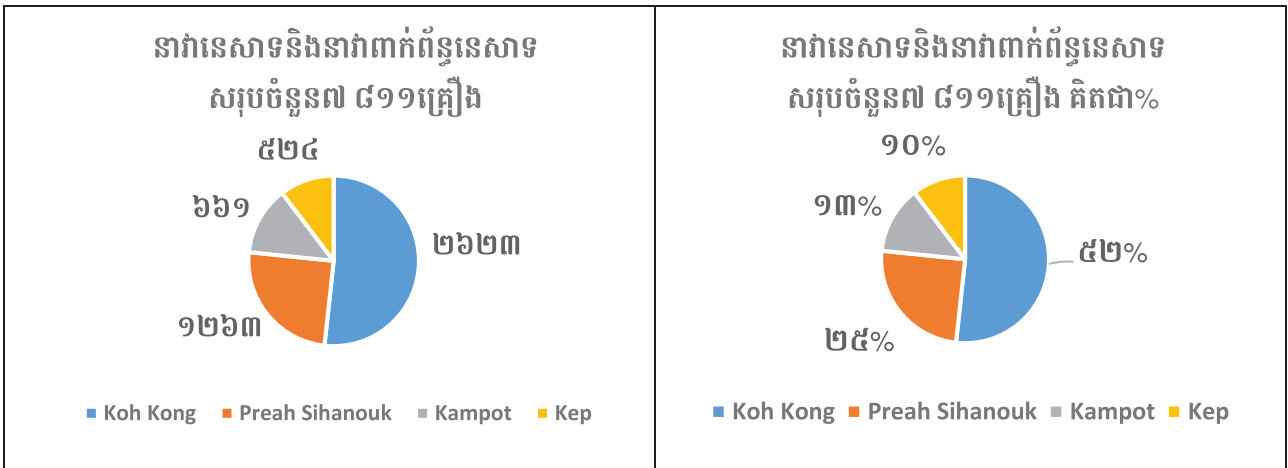 នាវានេសាទនិងនាវាពាក់ព័ន្ធនេសាទ
សរុបចំនួន៧ ៨១១គ្រឿង
៥២៤
៦៦១
២៦២៣
១២៦៣
Koh Kong Preah Sihanouk Kampot Kep
នាវានេសាទនិងនាវាពាក់ព័ន្ធនេសាទ
សរុបចំនួន៧ ៨១១គ្រឿង គិតជា%
១០%
១៣%
៥២%
២៥%
Koh Kong Preah Sihanouk Kampot Kep